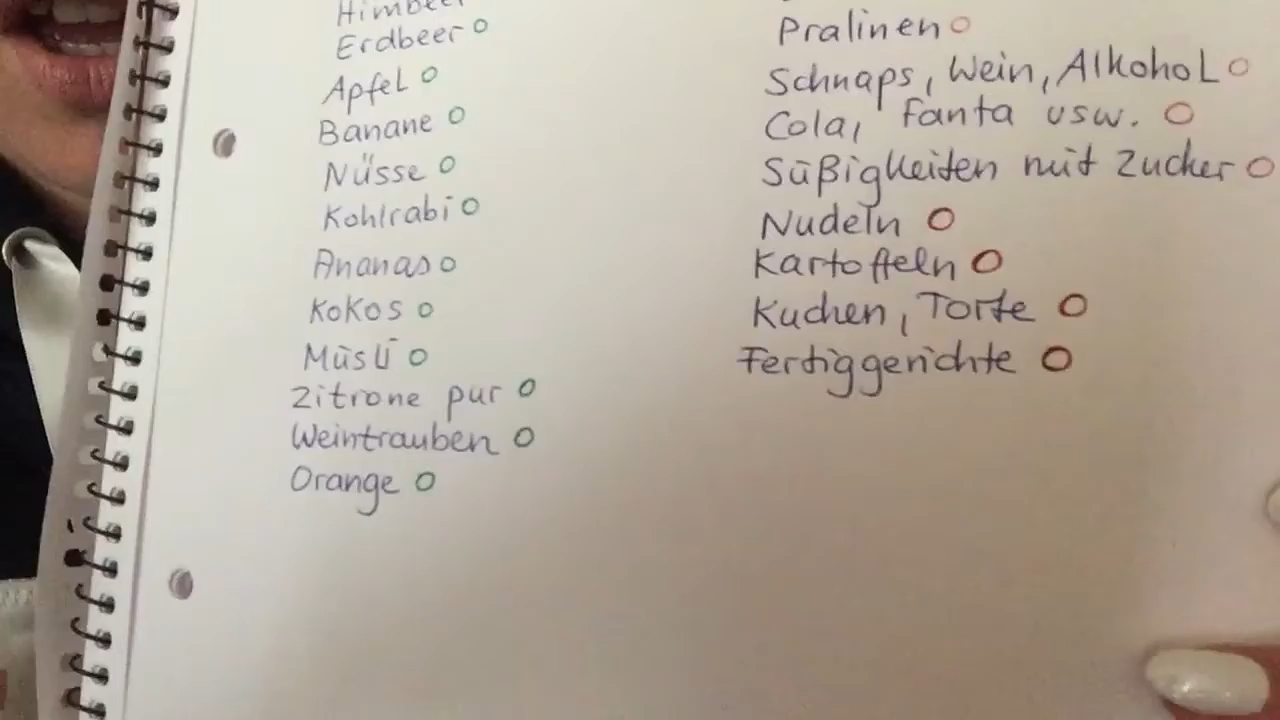 Erdbeer
Apfel
Banane
Nüsse
Kohlrabi
Ananas
Kokos
Müsli
Zitrone pur
Weintrauben
Orange
Pralinen
Schnaps, Wein, Alkohol
Cola, Fanta usw.
Süßigkeiten mit Zucker
Nudeln
Kartoffeln
Kuchen, Torte
Fertiggerichte